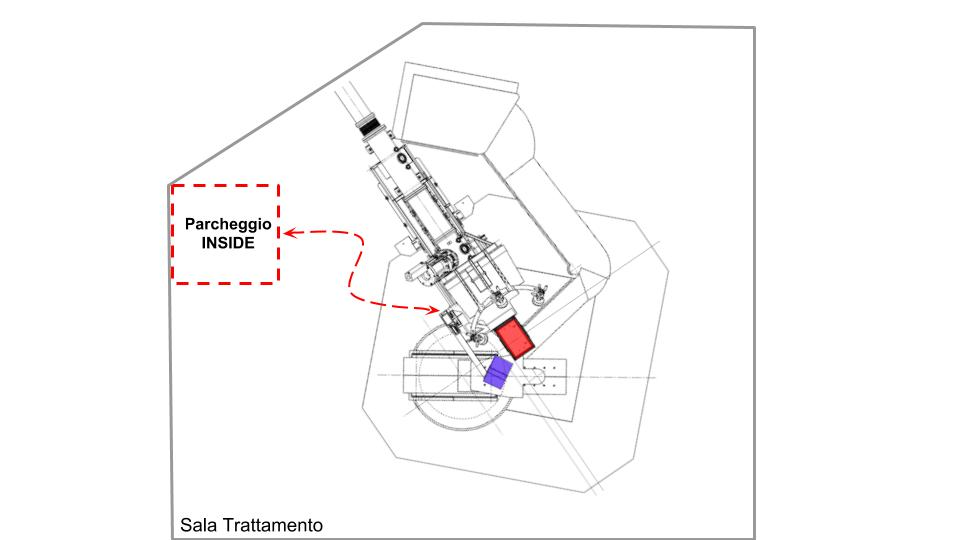 Parcheggio
INSIDE
Sala Trattamento